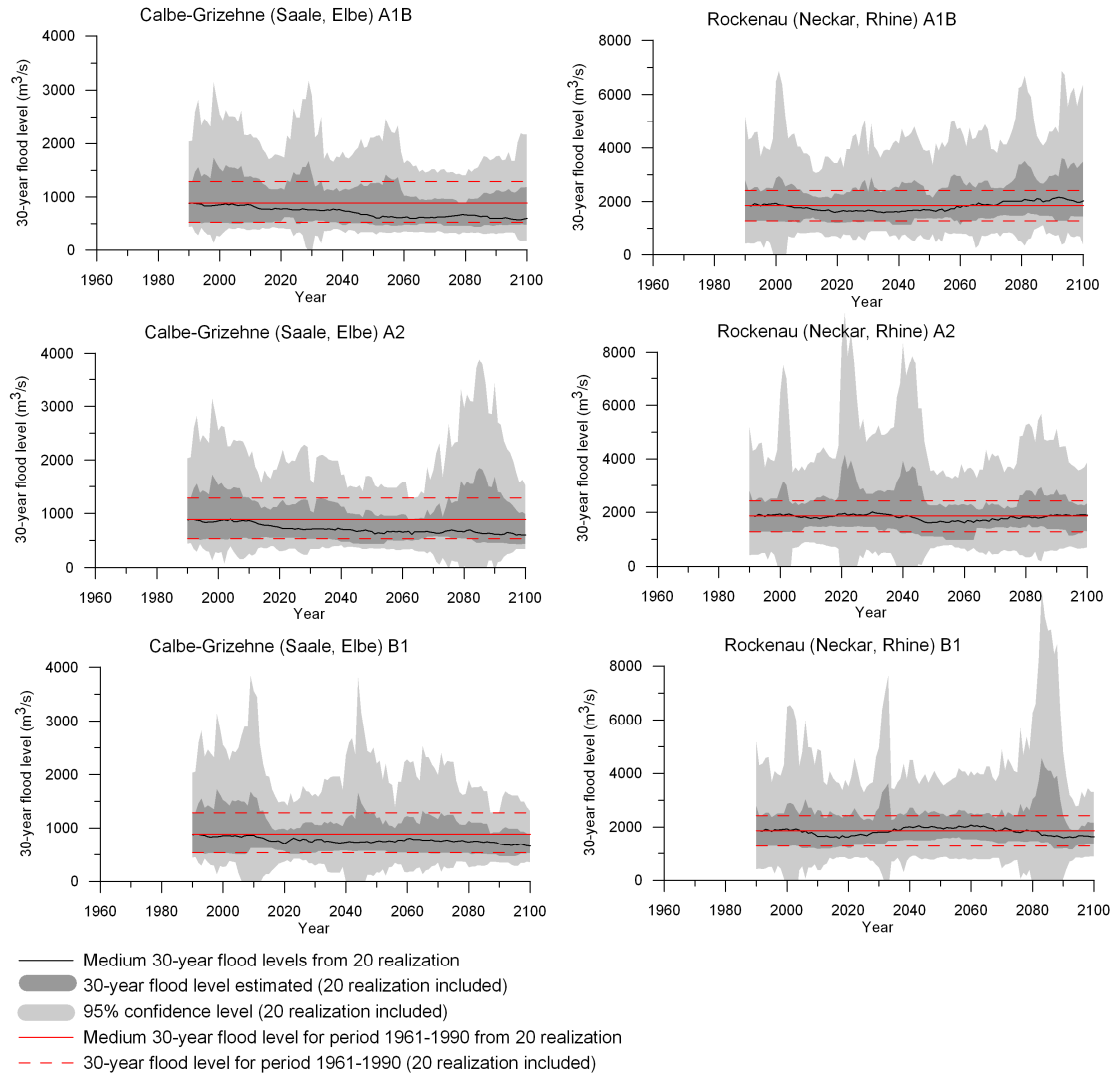 Calbe-Grizehne (Saale, Elbe) A1B
30-year flood level (m³/s)
4000
3000
2000
1000
0
1960 1980 2000 2020 2040 2060 2080 2100
Year
Rockenau (Neckar, Rhine) A1B
30-year flood level (m³/s)
8000
6000
4000
2000
0
1960 1980 2000 2020 2040 2060 2080 2100
Year
Calbe-Grizehne (Saale, Elbe) A2
30-year flood level (m³/s)
4000
3000
2000
1000
0
1960 1980 2000 2020 2040 2060 2080 2100
Year
Rockenau (Neckar, Rhine) A2
30-year flood level (m³/s)
8000
6000
4000
2000
0
1960 1980 2000 2020 2040 2060 2080 2100
Year
Calbe-Grizehne (Saale, Elbe) B1
30-year flood level (m³/s)
4000
3000
2000
1000
0
1960 1980 2000 2020 2040 2060 2080 2100
Year
Rockenau (Neckar, Rhine) B1
30-year flood level (m³/s)
8000
6000
4000
2000
0
1960 1980 2000 2020 2040 2060 2080 2100
Year
Medium 30-year flood levels from 20 realization
30-year flood level estimated (20 realization included)
95% confidence level (20 realization included)
Medium 30-year flood level for period 1961-1990 from 20 realization
30-year flood level for period 1961-1990 (20 realization included)